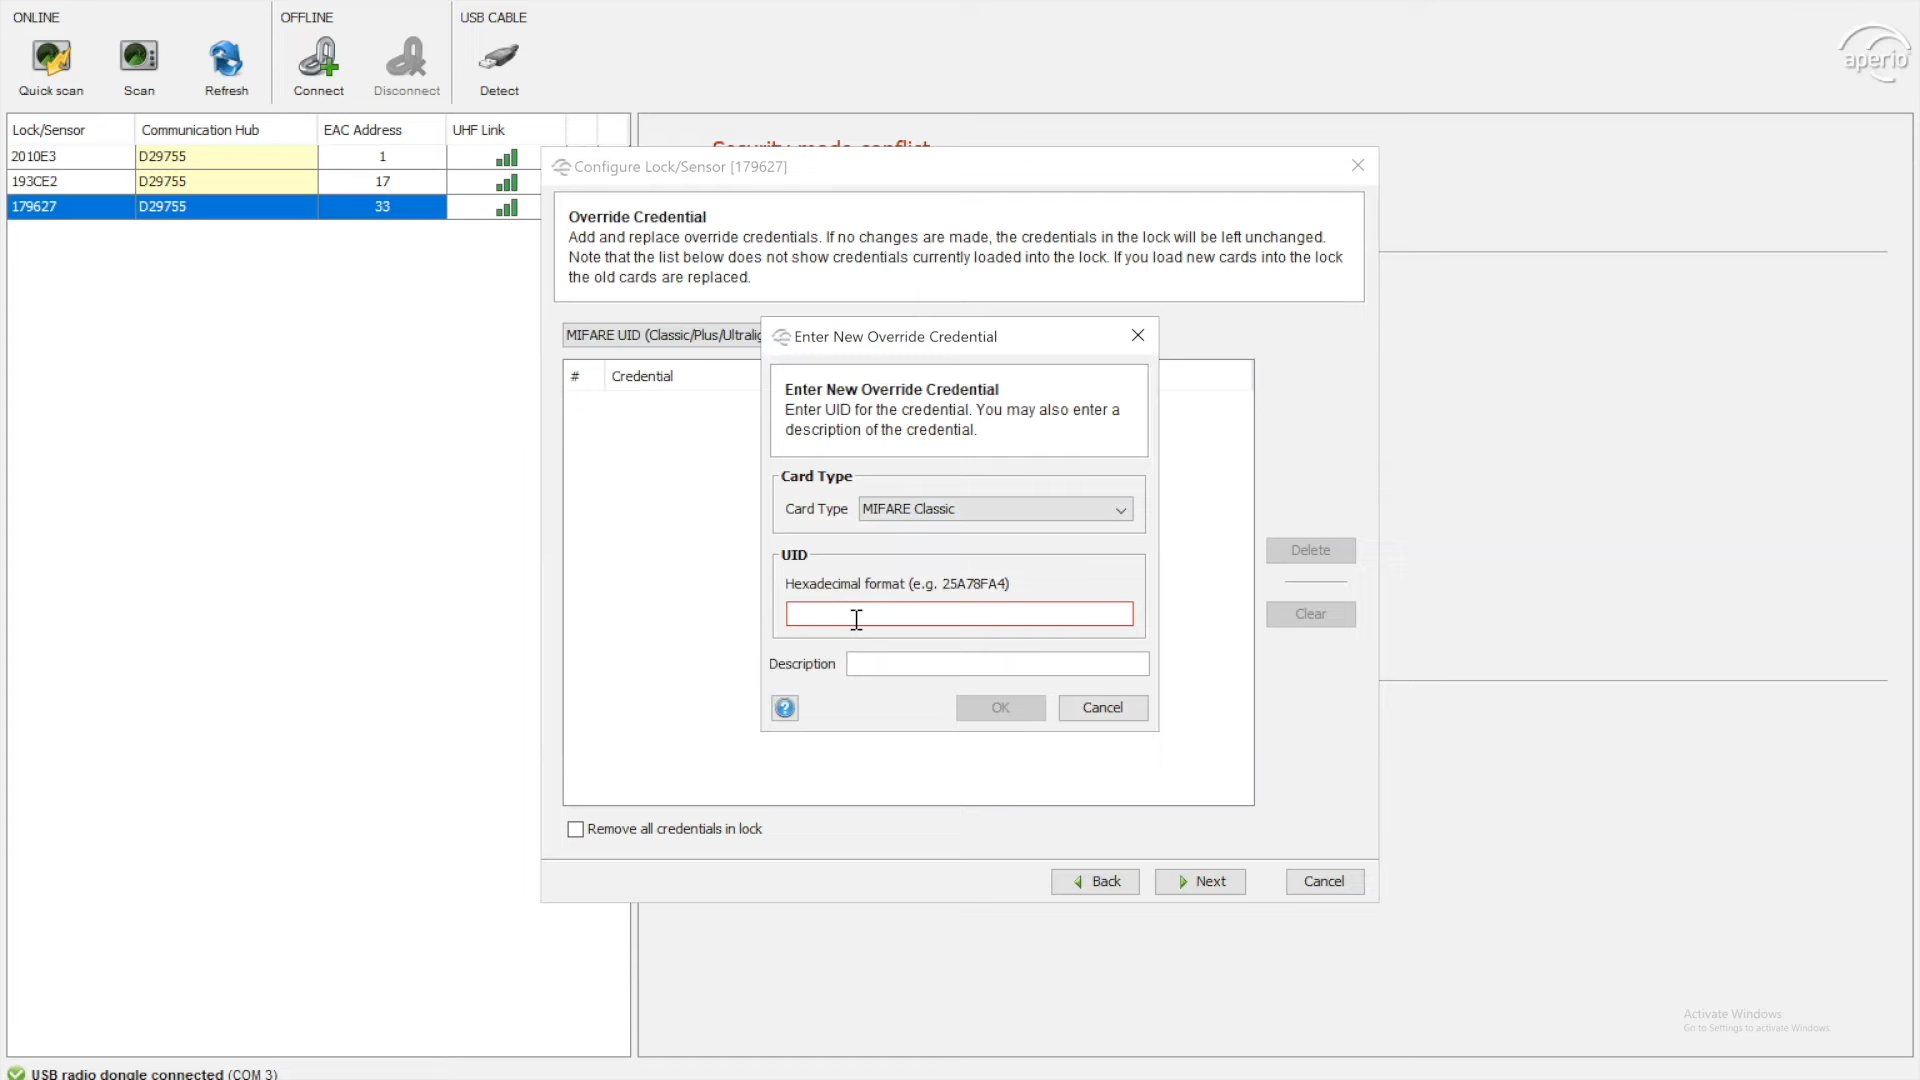 ONLINE
OFFLINE
USB CABLE
Quick scan
Scan
Refresh
Connect
Disconnect
Detect
aperio
Lock/Sensor
Communication Hub
EAC Address
UHF Link
2010E3
D29755
1
193CE2
D29755
17
179627
D29755
33
Security mode conflict
Configure Lock/Sensor [179627]
Override Credential
Add and replace override credentials. If no changes are made, the credentials in the lock will be left unchanged.
Note that the list below does not show credentials currently loaded into the lock. If you load new cards into the lock
the old cards are replaced.
MIFARE UID (Classic/Plus/Ultralig
#
Credential
Enter New Override Credential
Enter New Override Credential
Enter UID for the credential. You may also enter a
description of the credential.
Card Type
Card Type
MIFARE Classic
UID
Hexadecimal format (e.g. 25A78FA4)
Description
?
OK
Cancel
Delete
Clear
Remove all credentials in lock
Back
Next
Cancel
Activate Windows
Go to Settings to activate Windows.
USB radio dongle connected (COM 3)